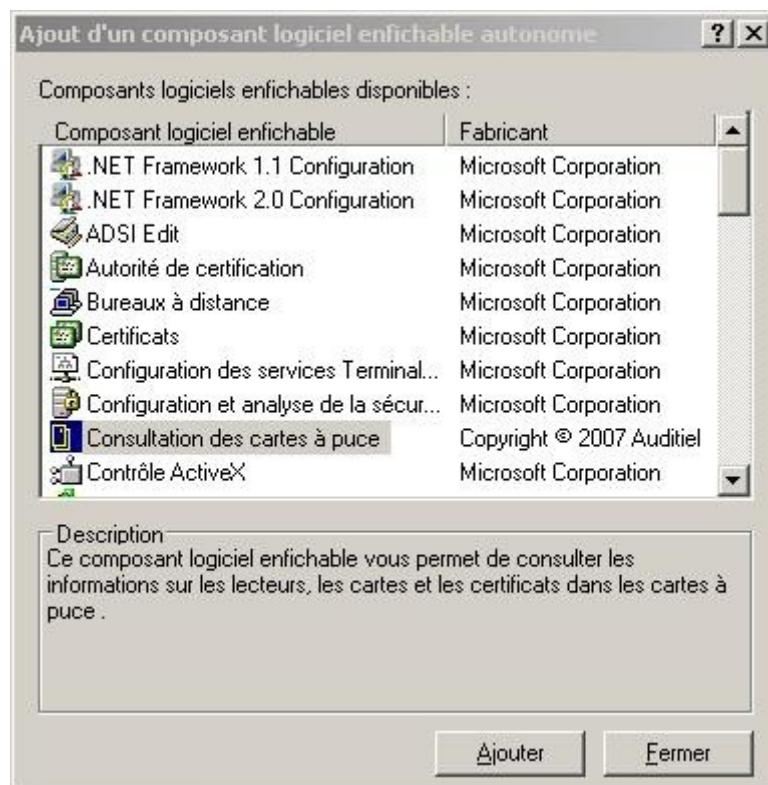 Ajout d'un composant logiciel enfichable autonome
Composants logiciels enfichables disponibles :
Composant logiciel enfichable Fabricant
.NET Framework 1.1 Configuration Microsoft Corporation
.NET Framework 2.0 Configuration Microsoft Corporation
ADSI Edit Microsoft Corporation
Autorité de certification Microsoft Corporation
Bureaux à distance Microsoft Corporation
Certificats Microsoft Corporation
Configuration des services Terminal... Microsoft Corporation
Configuration et analyse de la sécur... Microsoft Corporation
Consultation des cartes à puce Copyright © 2007 Auditiel
Contrôle ActiveX Microsoft Corporation
Description
Ce composant logiciel enfichable vous permet de consulter les
informations sur les lecteurs, les cartes et les certificats dans les cartes à
puce .
Ajouter Fermer